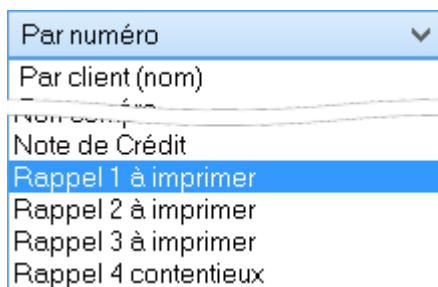 Par numéro
Par client (nom)
Note de Crédit
Rappel 1 à imprimer
Rappel 2 à imprimer
Rappel 3 à imprimer
Rappel 4 contentieux